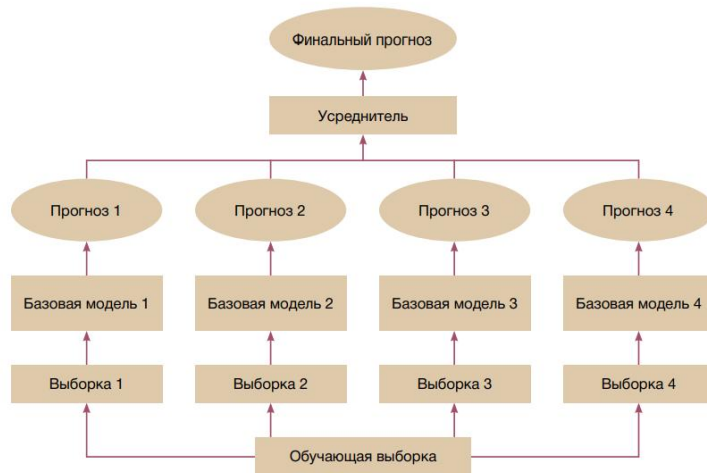 Финальный прогноз
Усреднитель
Прогноз 1
Прогноз 2
Прогноз 3
Прогноз 4
Базовая модель 1
Базовая модель 2
Базовая модель 3
Базовая модель 4
Выборка 1
Выборка 2
Выборка 3
Выборка 4
Обучающая выборка